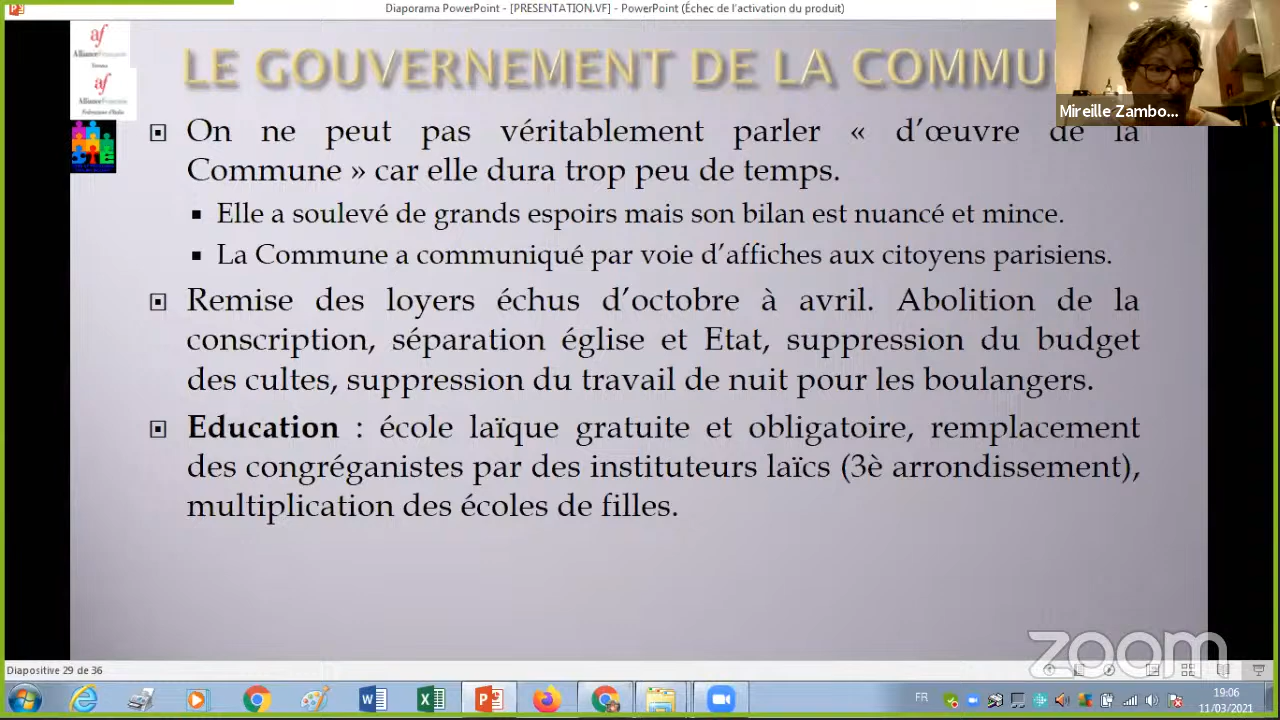 Diaporama PowerPoint - [PRESENTATION.VF] - PowerPoint (Échec de l'activation du produit)
af
AllianceFrançaise
af
AllianceFrançaise
LE GOUVERNEMENT DE LA COMMU
Mireille Zambo...
On ne peut pas véritablement parler « d'œuvre de la
Commune » car elle dura trop peu de temps.
Elle a soulevé de grands espoirs mais son bilan est nuancé et mince.
La Commune a communiqué par voie d'affiches aux citoyens parisiens.
Remise des loyers échus d'octobre à avril. Abolition de la
conscription, séparation église et Etat, suppression du budget
des cultes, suppression du travail de nuit pour les boulangers.
Education : école laïque gratuite et obligatoire, remplacement
des congréganistes par des instituteurs laïcs (3è arrondissement),
multiplication des écoles de filles.
zoom
Diapositive 29 de 36
FR
19:06
11/03/2021